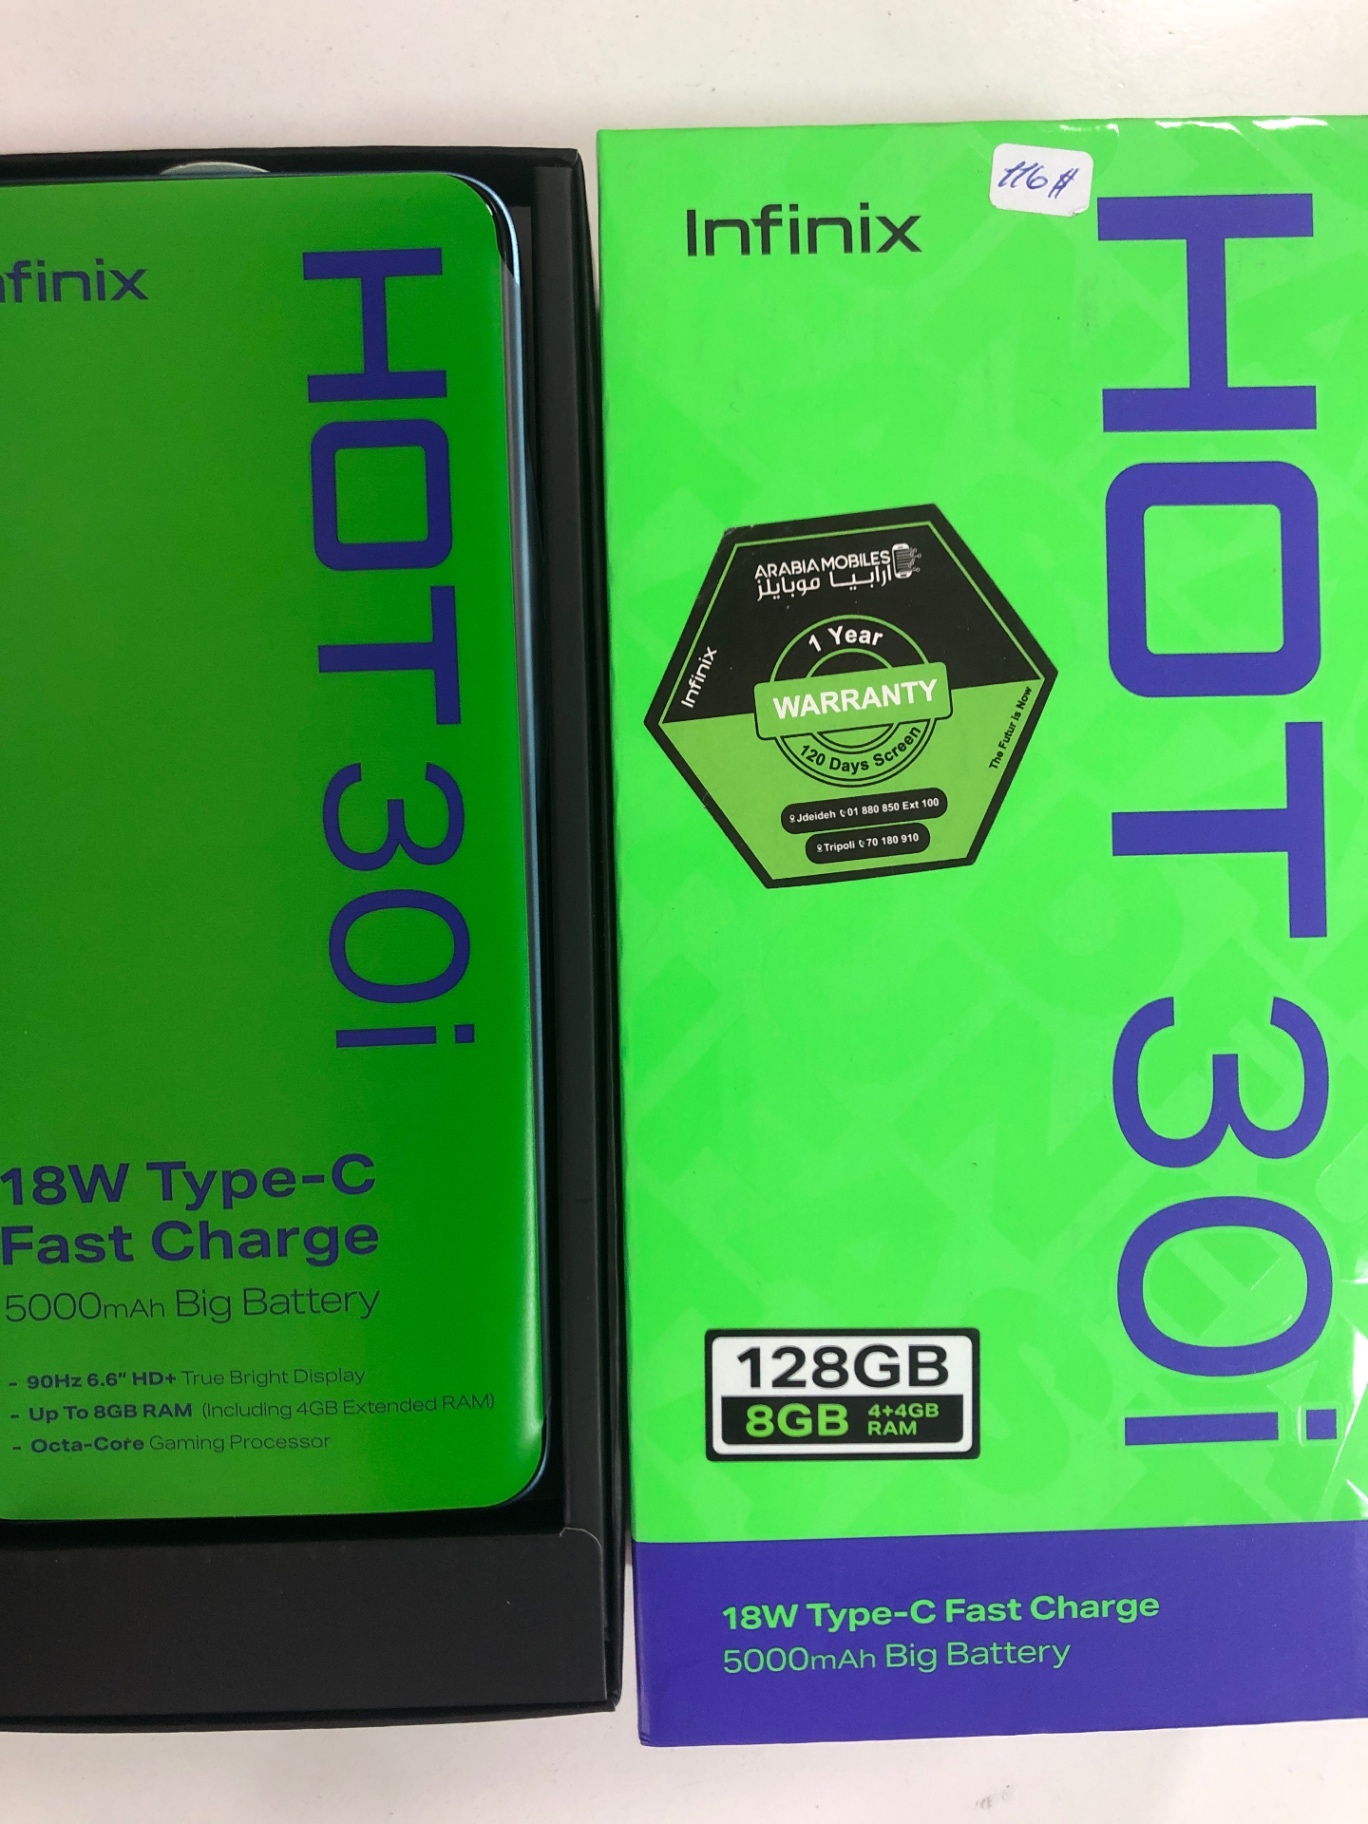 nfinix
HOT 30i
18W Type-C
Fast Charge
5000mAh Big Battery
- 90Hz 6.6" HD+ True Bright Display
- Up To 8GB RAM (Including 4GB Extended RAM)
- Octa-Core Gaming Processor
116$
Infinix
HOT 30i
ARABIA MOBILES
أرابيا موبايلز
Infinix
1 Year
WARRANTY
120 Days Screen
The Futur is Now
Jdeideh 01 880 850 Ext 100
Tripoli 70 180 910
128GB
8GB 4+4GB RAM
18W Type-C Fast Charge
5000mAh Big Battery